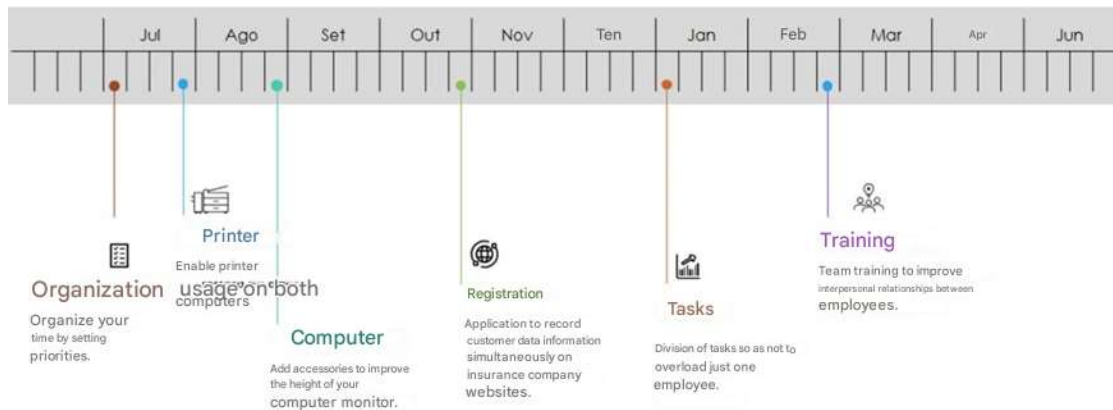 Jul Ago Set Out Nov Ten Jan Feb Mar Apr Jun
Organization
Organize your
time by setting
priorities.
Printer
Enable printer
usage on both
computers
Computer
Add accessories to improve
the height of your
computer monitor.
Registration
Application to record
customer data information
simultaneously on
insurance company
websites.
Tasks
Division of tasks so as not to
overload just one
employee.
Training
Team training to improve
interpersonal relationships between
employees.